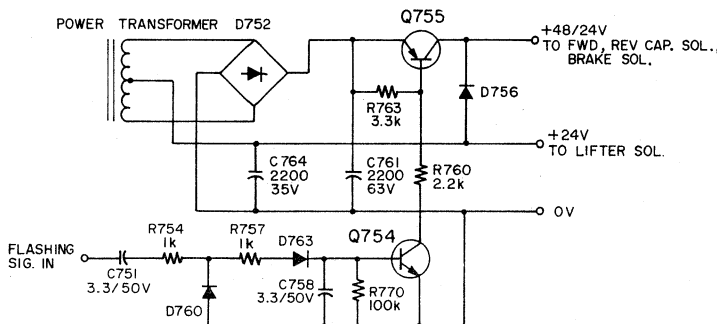 POWER TRANSFORMER D752
Q755
+48/24V
TO FWD, REV CAP. SOL.,
BRAKE SOL.
R763
3.3k
D756
+24V
TO LIFTER SOL.
C764
2200
35V
C761
2200
63V
R760
2.2k
0V
R754
1k
R757
1k
D763
Q754
FLASHING
SIG. IN
C751
3.3/50V
D760
C758
3.3/50V
R770
100k